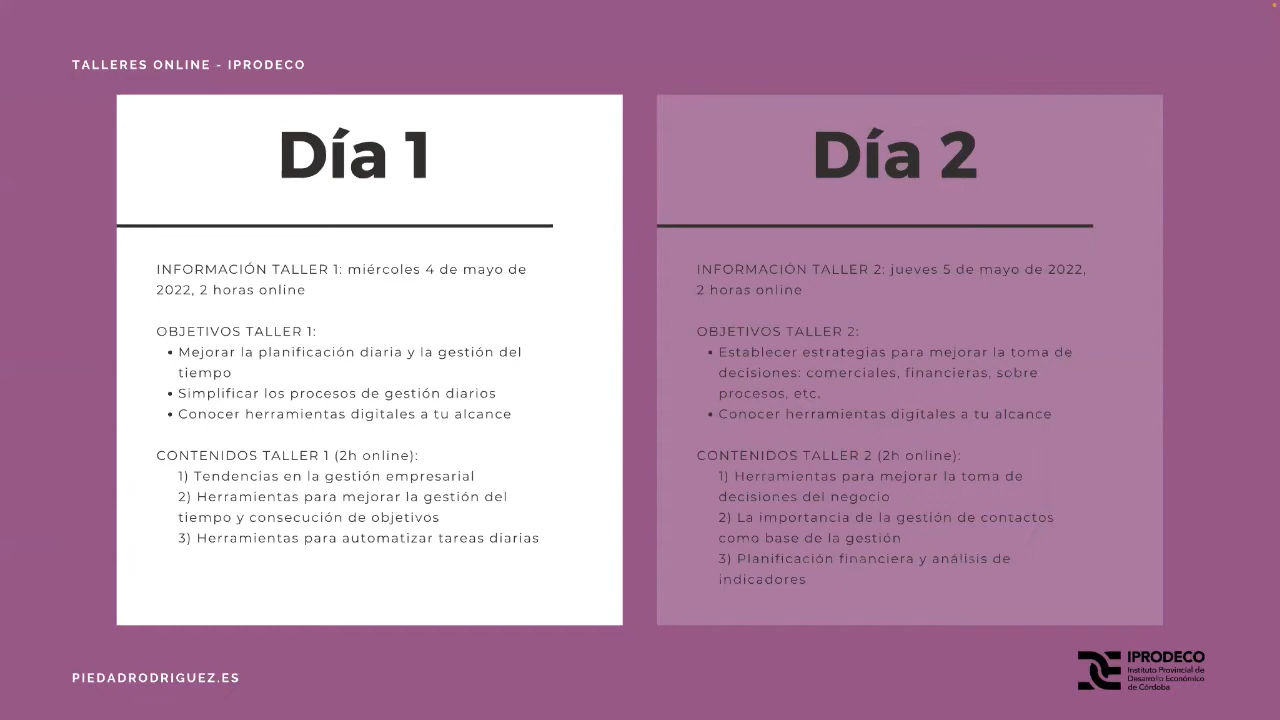 TALLERES ONLINE - IPRODECO
Día 1
INFORMACIÓN TALLER 1: miércoles 4 de mayo de
2022, 2 horas online
OBJETIVOS TALLER 1:
• Mejorar la planificación diaria y la gestión del
tiempo
• Simplificar los procesos de gestión diarios
• Conocer herramientas digitales a tu alcance
CONTENIDOS TALLER 1 (2h online):
1) Tendencias en la gestión empresarial
2) Herramientas para mejorar la gestión del
tiempo y consecución de objetivos
3) Herramientas para automatizar tareas diarias
Día 2
INFORMACIÓN TALLER 2: jueves 5 de mayo de 2022,
2 horas online
OBJETIVOS TALLER 2:
• Establecer estrategias para mejorar la toma de
decisiones: comerciales, financieras, sobre
procesos, etc.
• Conocer herramientas digitales a tu alcance
CONTENIDOS TALLER 2 (2h online):
1) Herramientas para mejorar la toma de
decisiones del negocio
2) La importancia de la gestión de contactos
como base de la gestión
3) Planificación financiera y análisis de
indicadores
PIEDADRODRIGUEZ.ES
IPRODECO
Instituto Provincial de
Desarrollo Económico
de Córdoba